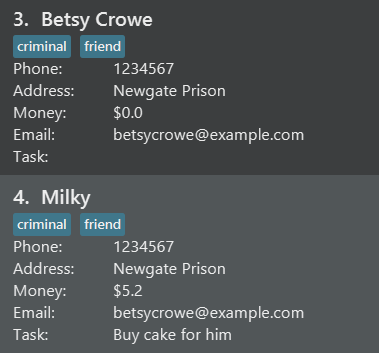 3. Betsy Crowe
criminal friend
Phone: 1234567
Address: Newgate Prison
Money: $0.0
Email: betsycrowe@example.com
Task:
4. Milky
criminal friend
Phone: 1234567
Address: Newgate Prison
Money: $5.2
Email: betsycrowe@example.com
Task: Buy cake for him